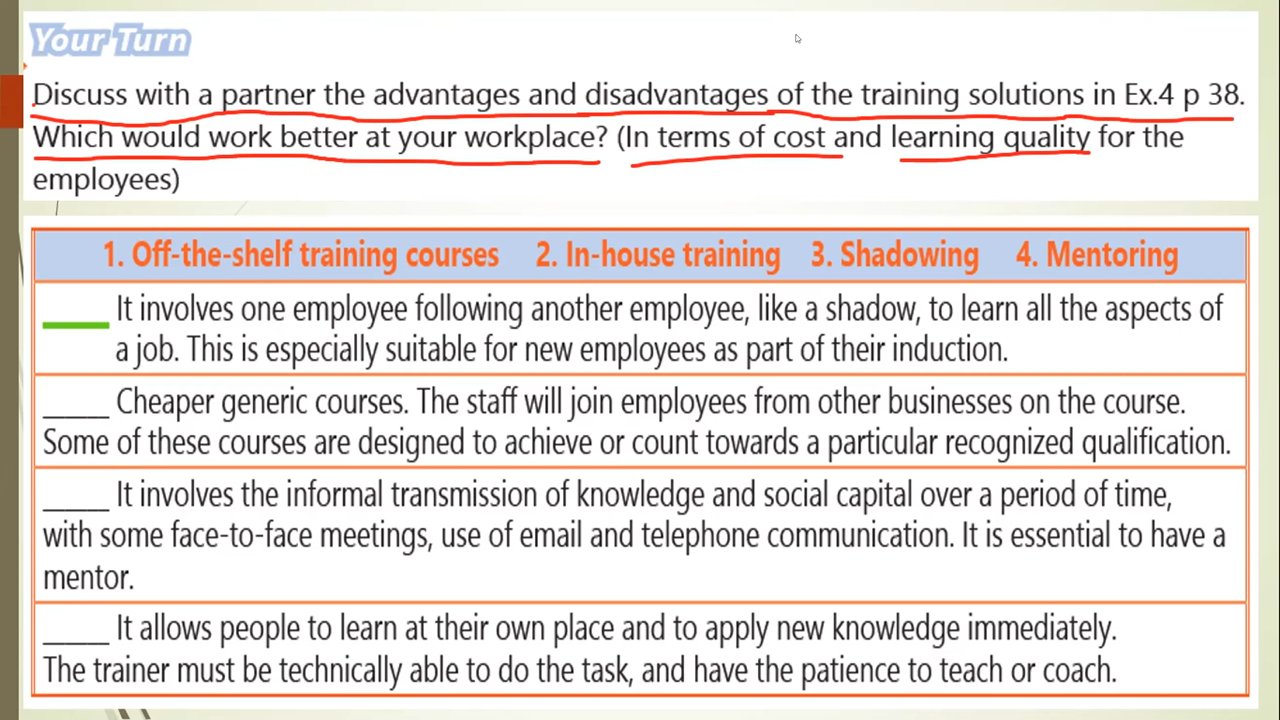 Your Turn
Discuss with a partner the advantages and disadvantages of the training solutions in Ex.4 p 38.
Which would work better at your workplace? (In terms of cost and learning quality for the
employees)
1. Off-the-shelf training courses 2. In-house training 3. Shadowing 4. Mentoring
____ It involves one employee following another employee, like a shadow, to learn all the aspects of
a job. This is especially suitable for new employees as part of their induction.
____ Cheaper generic courses. The staff will join employees from other businesses on the course.
Some of these courses are designed to achieve or count towards a particular recognized qualification.
____ It involves the informal transmission of knowledge and social capital over a period of time,
with some face-to-face meetings, use of email and telephone communication. It is essential to have a
mentor.
____ It allows people to learn at their own place and to apply new knowledge immediately.
The trainer must be technically able to do the task, and have the patience to teach or coach.